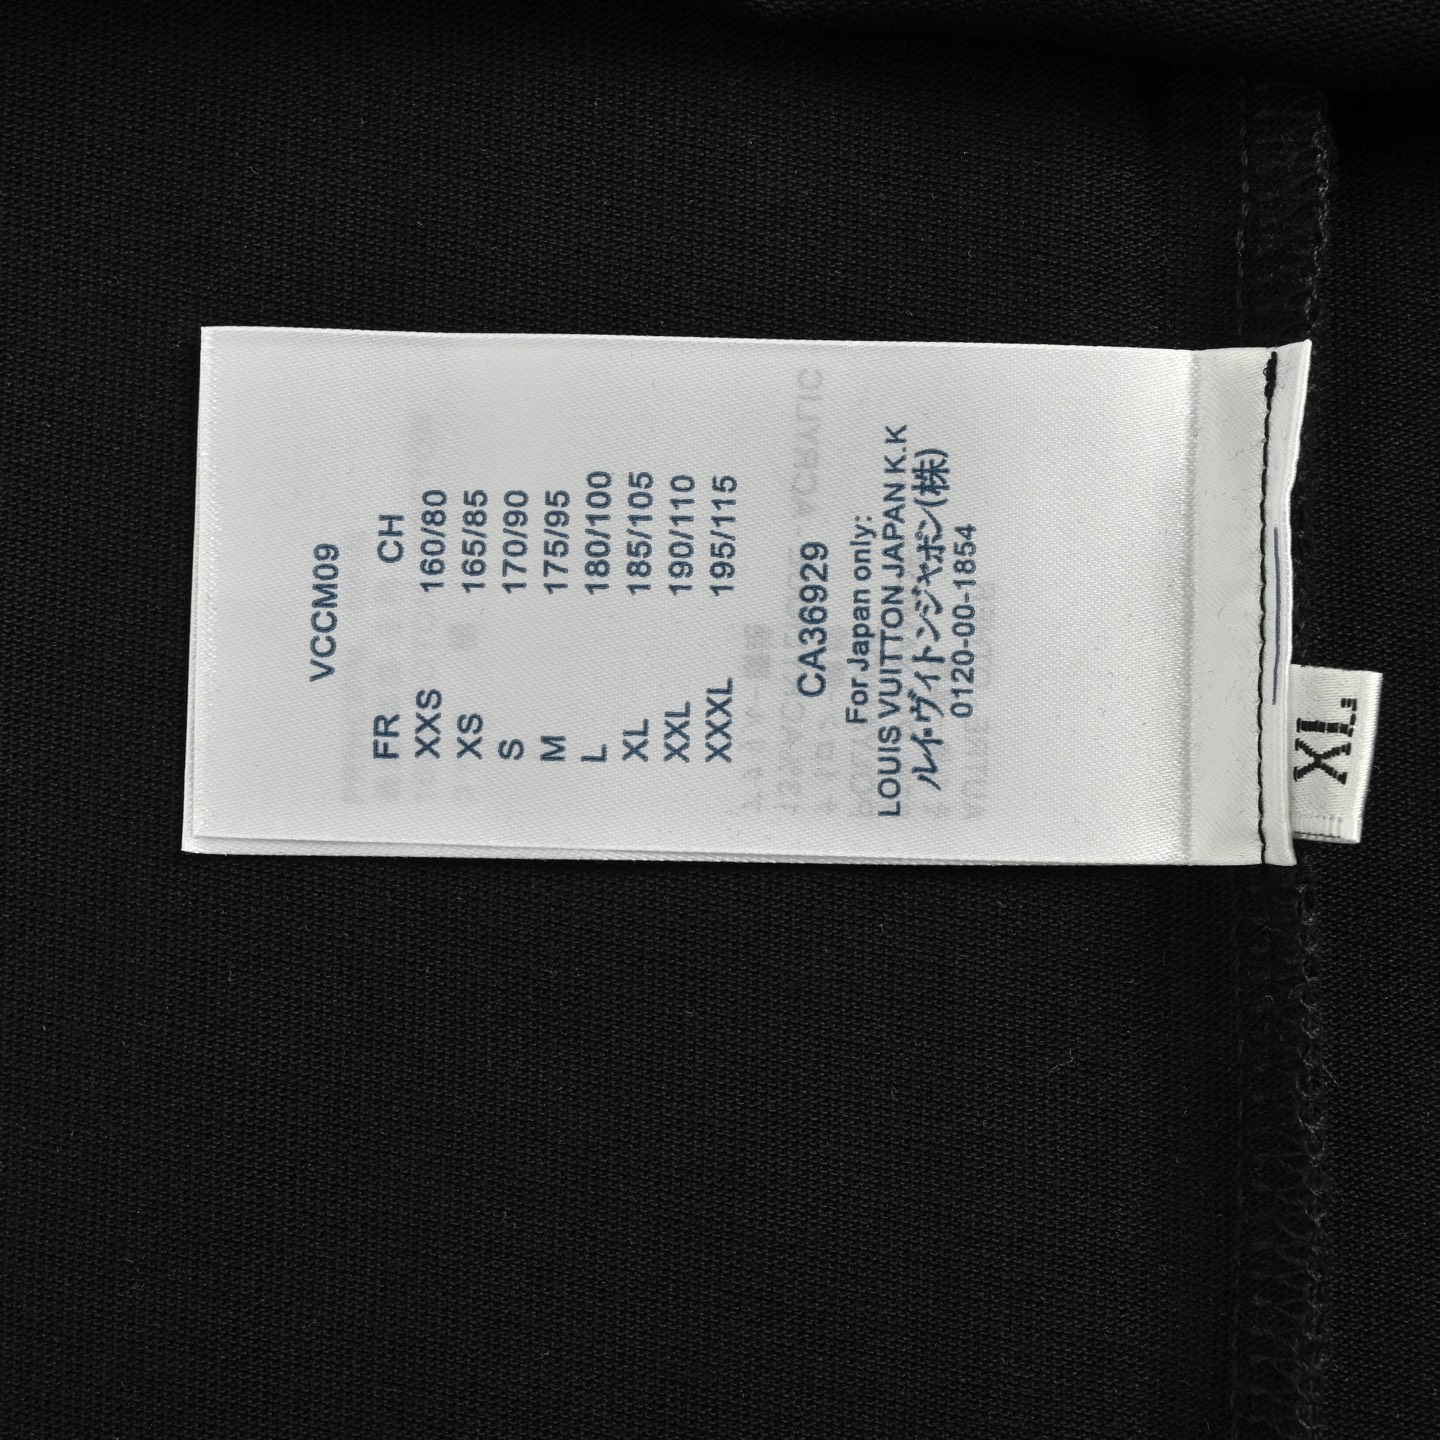 VCCM09
FR CH
XXS 160/80
XS 165/85
S 170/90
M 175/95
L 180/100
XL 185/105
XXL 190/110
XXXL 195/115
CA36929
For Japan only:
LOUIS VUITTON JAPAN K.K
ルイ・ヴィトンジャポン(株)
0120-00-1854
XL